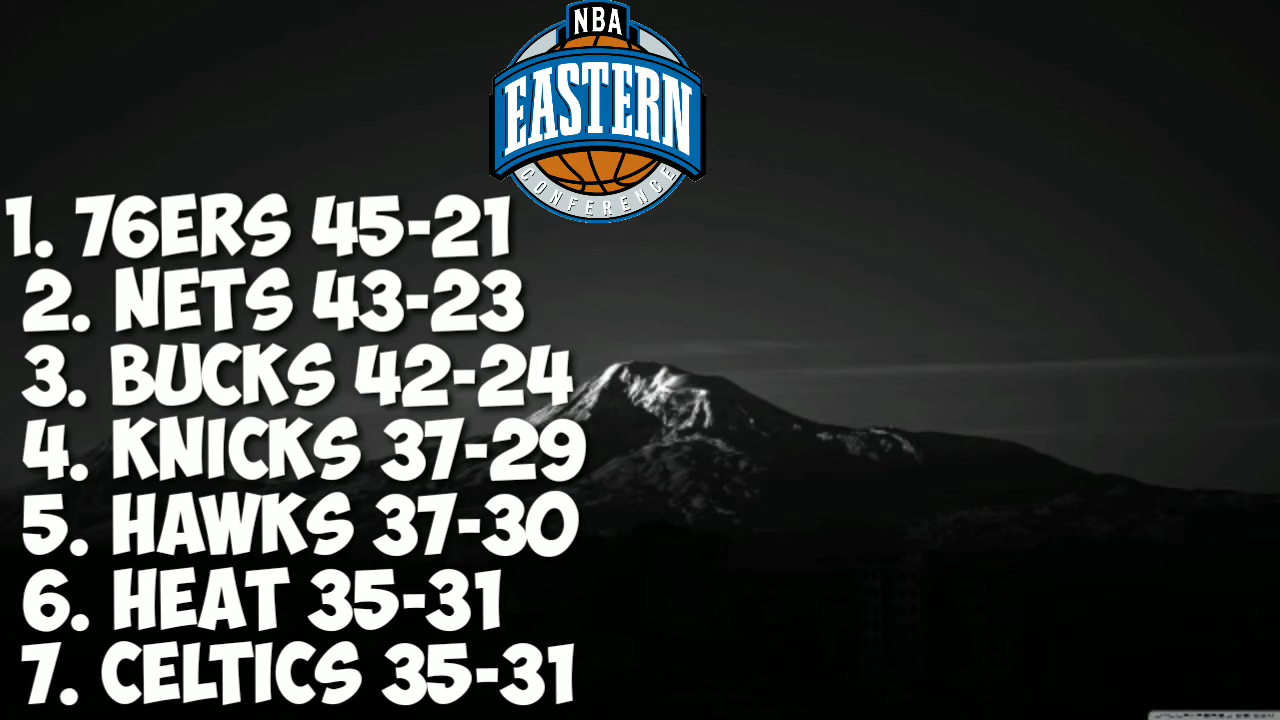 NBA
EASTERN
CONFERENCE
1. 76ERS 45-21
2. NETS 43-23
3. BUCKS 42-24
4. KNICKS 37-29
5. HAWKS 37-30
6. HEAT 35-31
7. CELTICS 35-31